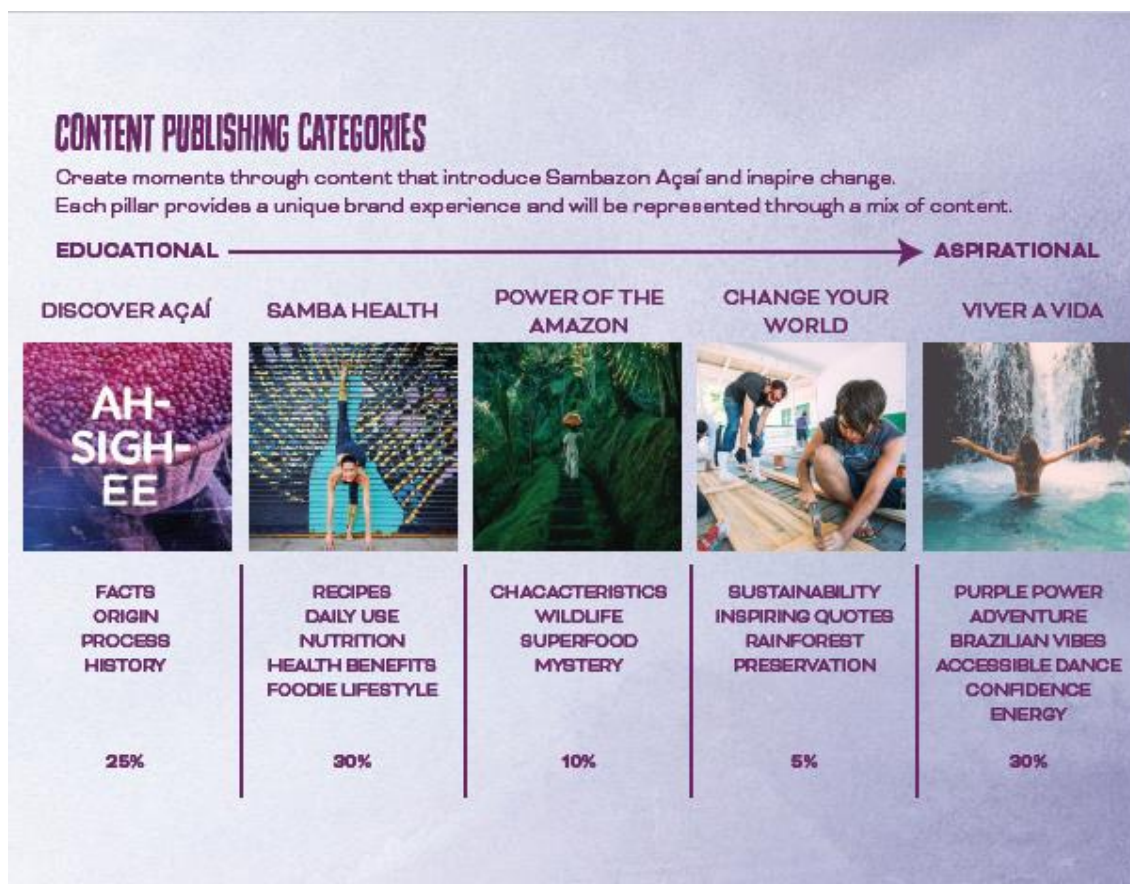 CONTENT PUBLISHING CATEGORIES
Create moments through content that introduce Sambazon Açaí and inspire change.
Each pillar provides a unique brand experience and will be represented through a mix of content.
EDUCATIONAL
ASPIRATIONAL
DISCOVER AÇAÍ
AH-
SIGH-
EE
FACTS
ORIGIN
PROCESS
HISTORY
25%
SAMBA HEALTH
RECIPES
DAILY USE
NUTRITION
HEALTH BENEFITS
FOODIE LIFESTYLE
30%
POWER OF THE
AMAZON
CHACACTERISTICS
WILDLIFE
SUPERFOOD
MYSTERY
10%
CHANGE YOUR
WORLD
SUSTAINABILITY
INSPIRING QUOTES
RAINFOREST
PRESERVATION
5%
VIVER A VIDA
PURPLE POWER
ADVENTURE
BRAZILIAN VIBES
ACCESSIBLE DANCE
CONFIDENCE
ENERGY
30%